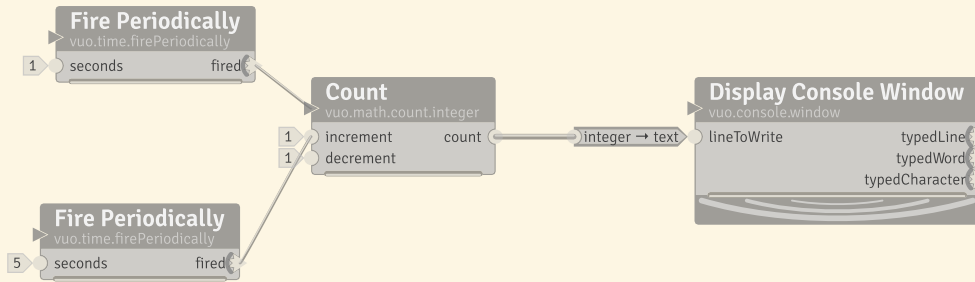 Fire Periodically
vuo.time.firePeriodically
1 seconds fired
Count
vuo.math.count.integer
1 increment count
1 decrement
integer → text
Display Console Window
vuo.console.window
lineToWrite typedLine
typedWord
typedCharacter
Fire Periodically
vuo.time.firePeriodically
5 seconds fired